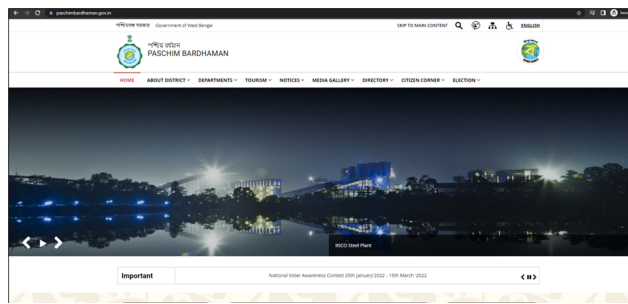 paschimbardhaman.gov.in
পশ্চিমবঙ্গ সরকার Government of West Bengal SKIP TO MAIN CONTENT ENGLISH
পশ্চিম বর্ধমান
PASCHIM BARDHAMAN
HOME ABOUT DISTRICT DEPARTMENTS TOURISM NOTICES MEDIA GALLERY DIRECTORY CITIZEN CORNER ELECTION
IISCO Steel Plant
Important National Voter Awareness Contest 25th January'2022 - 15th March '2022